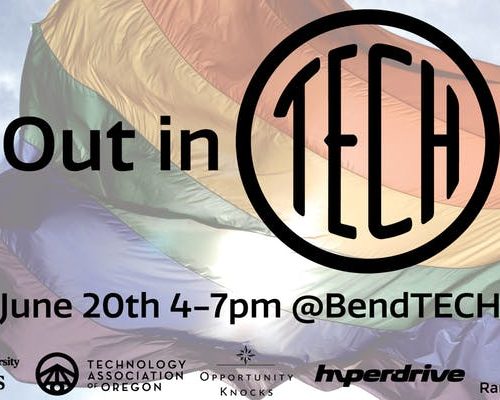 Out in TECH
June 20th 4-7pm @BendTECH
TECHNOLOGY
ASSOCIATION
OF OREGON
OPPORTUNITY
KNOCKS
hyperdrive